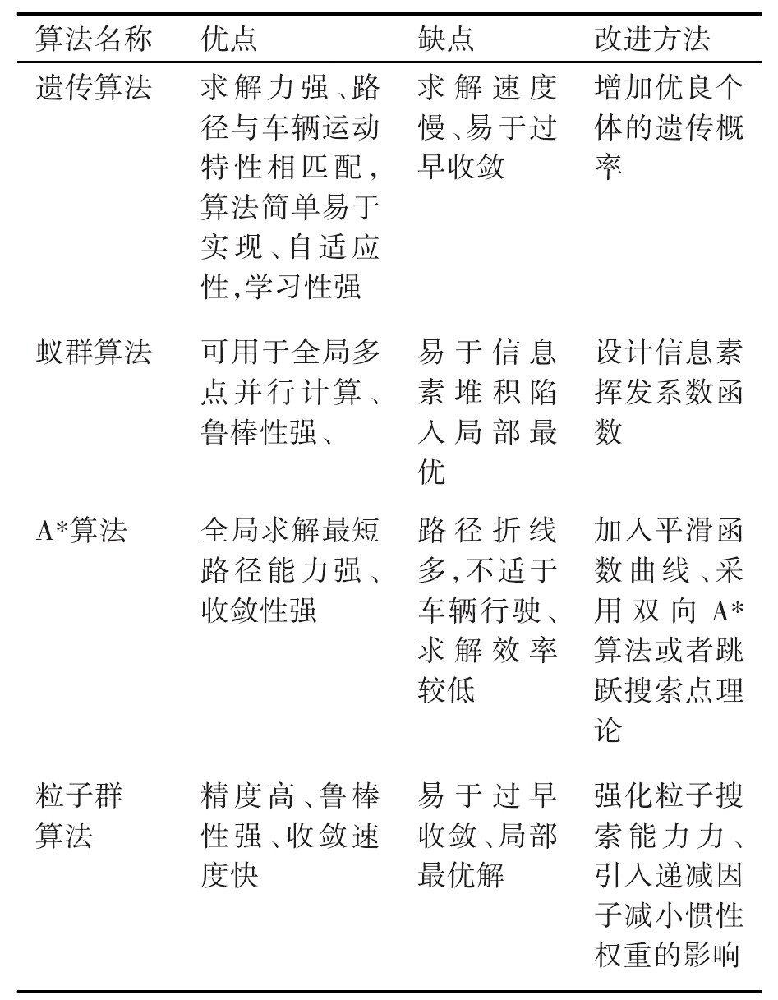 算法名称 优点 缺点 改进方法
遗传算法 求解力强、路 求解速度 增加优良个
径与车辆运动 慢、易于过 体的遗传概
特性相匹配, 早收敛 率
算法简单易于
实现、自适应
性,学习性强
蚁群算法 可用于全局多 易于信息 设计信息素
点并行计算、 素堆积陷 挥发系数函
鲁棒性强、 入局部最 数
优
A*算法 全局求解最短 路径折线 加入平滑函
路径能力强、 多,不适于 数曲线、采
收敛性强 车辆行驶、 用双向A*
求解效率 算法或者跳
较低 跃搜索点理
论
粒子群 精度高、鲁棒 易于过早 强化粒子搜
算法 性强、收敛速 收敛、局部 索能力力、
度快 最优解 引入递减因
子减小惯性
权重的影响